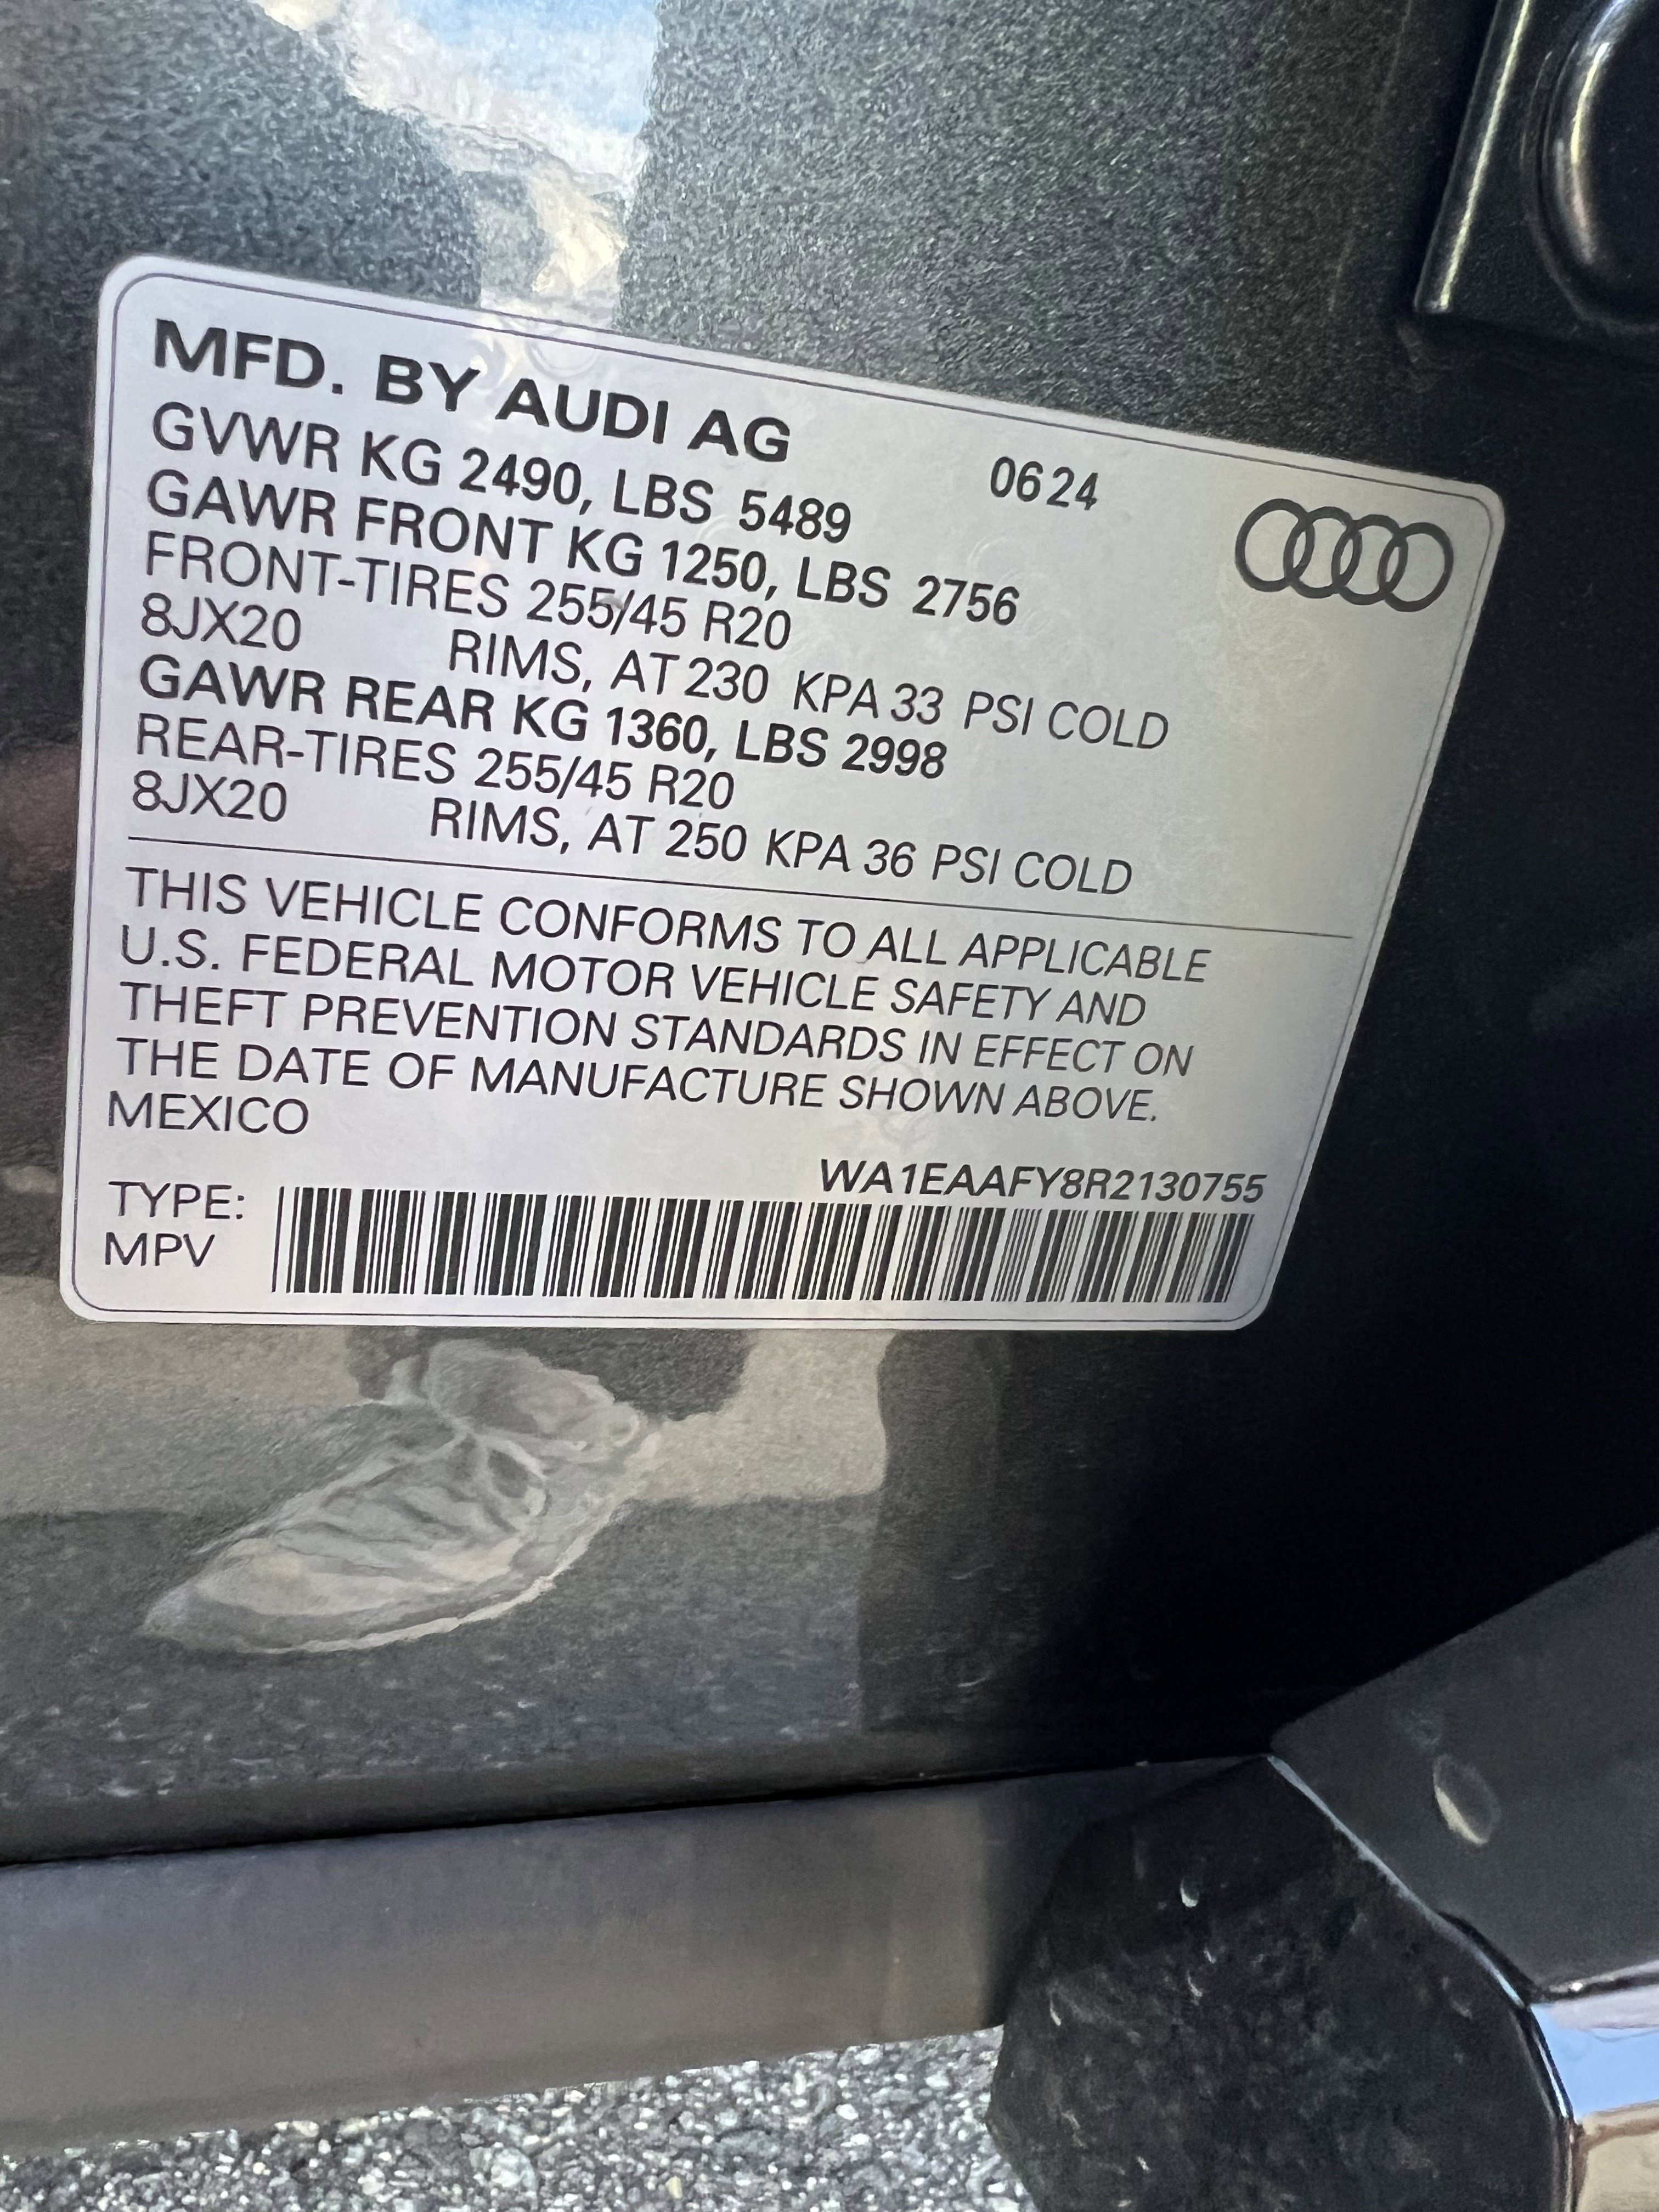 MFD. BY AUDI AG 0624
GVWR KG 2490, LBS 5489
GAWR FRONT KG 1250, LBS 2756
FRONT-TIRES 255/45 R20
8JX20 RIMS, AT 230 KPA 33 PSI COLD
GAWR REAR KG 1360, LBS 2998
REAR-TIRES 255/45 R20
8JX20 RIMS, AT 250 KPA 36 PSI COLD
THIS VEHICLE CONFORMS TO ALL APPLICABLE
U.S. FEDERAL MOTOR VEHICLE SAFETY AND
THEFT PREVENTION STANDARDS IN EFFECT ON
THE DATE OF MANUFACTURE SHOWN ABOVE.
MEXICO
WA1EAAFY8R2130755
TYPE:
MPV